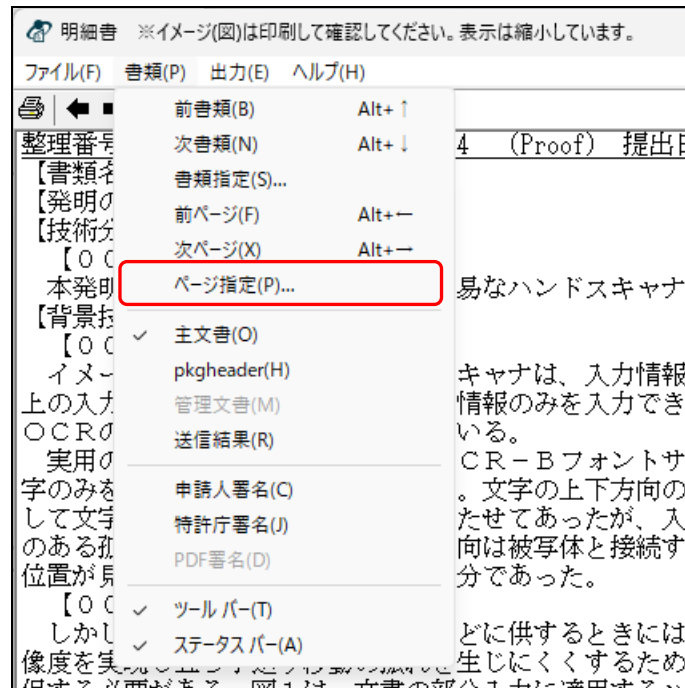 明細書　※イメージ(図)は印刷して確認してください。表示は縮小しています。
ファイル(F)　書類(P)　出力(E)　ヘルプ(H)
前書類(B)　Alt+↑
次書類(N)　Alt+↓
書類指定(S)...
前ページ(F)　Alt+←
次ページ(X)　Alt+→
ページ指定(P)...
✓ 主文書(O)
pkgheader(H)
管理文書(M)
送信結果(R)
申請人署名(C)
特許庁署名(J)
PDF署名(D)
✓ ツール バー(T)
✓ ステータス バー(A)
整理番号　4　(Proof)　提出
【書類名
【発明の
【技術分
【００
本発明　易なハンドスキャナ
【背景技
【００
イメー　キャナは、入力情報
上の入力　情報のみを入力でき
ＯＣＲの　いる。
実用の　ＣＲ－Ｂフォントサ
字のみを　。文字の上下方向の
して文字　たせてあったが、入
のある孤　向は被写体と接続す
位置が見　分であった。
【００
しかし　どに供するときには
像度を実　生じにくくするため